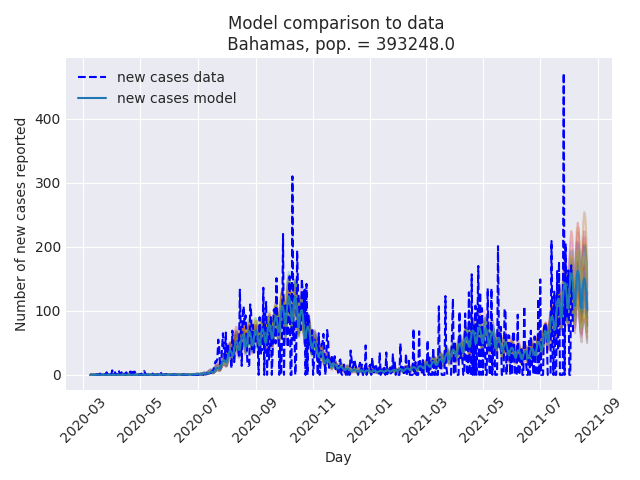 Model comparison to data
Bahamas, pop. = 393248.0
new cases data
new cases model
Number of new cases reported
400
300
200
100
0
2020-03
2020-05
2020-07
2020-09
2020-11
2021-01
2021-03
2021-05
2021-07
2021-09
Day